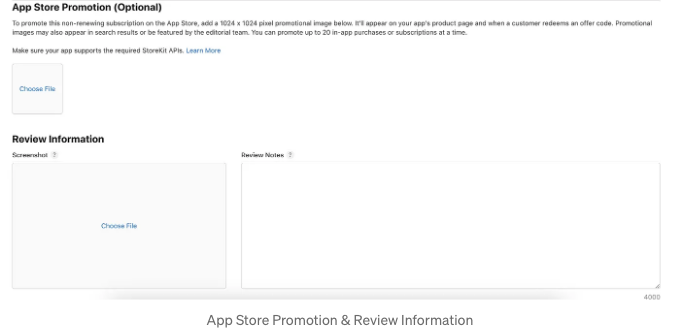 App Store Promotion (Optional)
To promote this non-renewing subscription on the App Store, add a 1024 x 1024 pixel promotional image below. It'll appear on your app's product page and when a customer redeems an offer code. Promotional
images may also appear in search results or be featured by the editorial team. You can promote up to 20 in-app purchases or subscriptions at a time.
Make sure your app supports the required StoreKit APIs. Learn More
Choose File
Review Information
Screenshot ?
Review Notes ?
Choose File
4000
App Store Promotion & Review Information